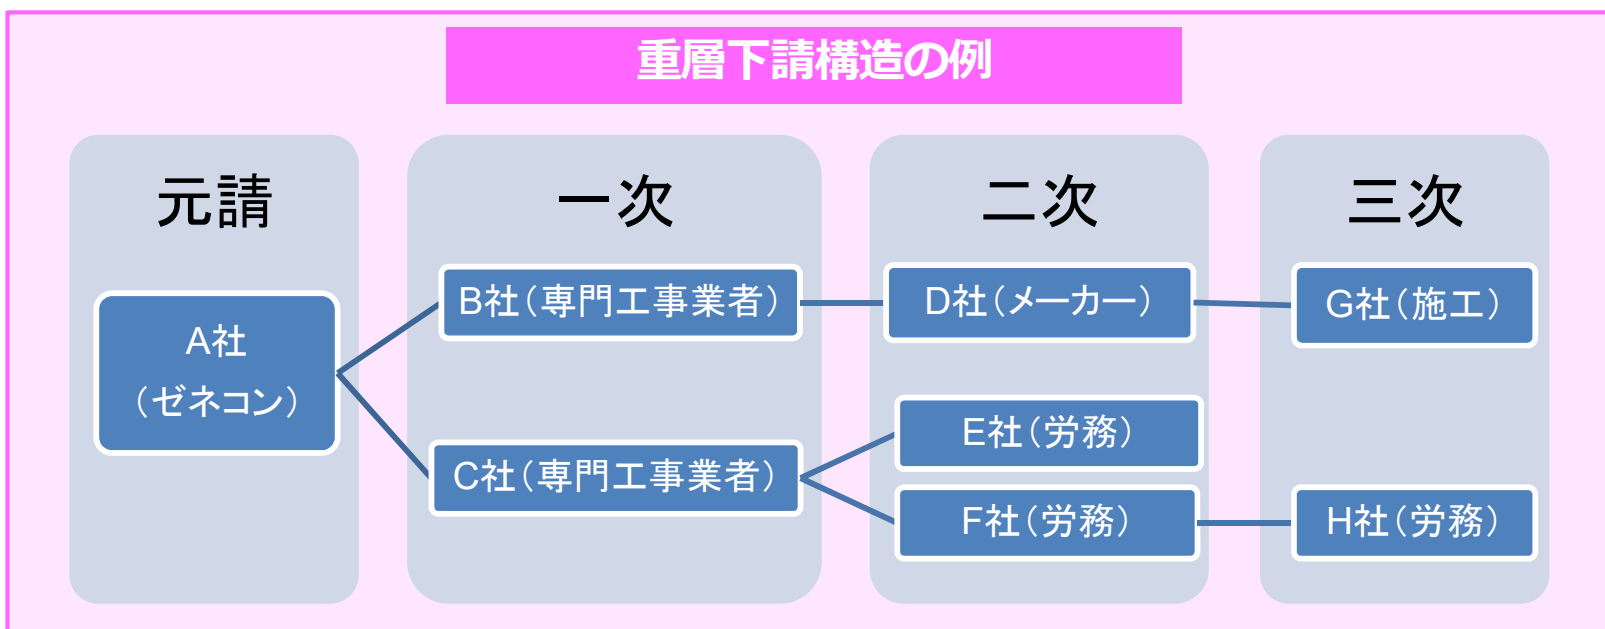 重層下請構造の例
元請
一次
二次
三次
A社
（ゼネコン）
B社（専門工事業者）
C社（専門工事業者）
D社（メーカー）
E社（労務）
F社（労務）
G社（施工）
H社（労務）